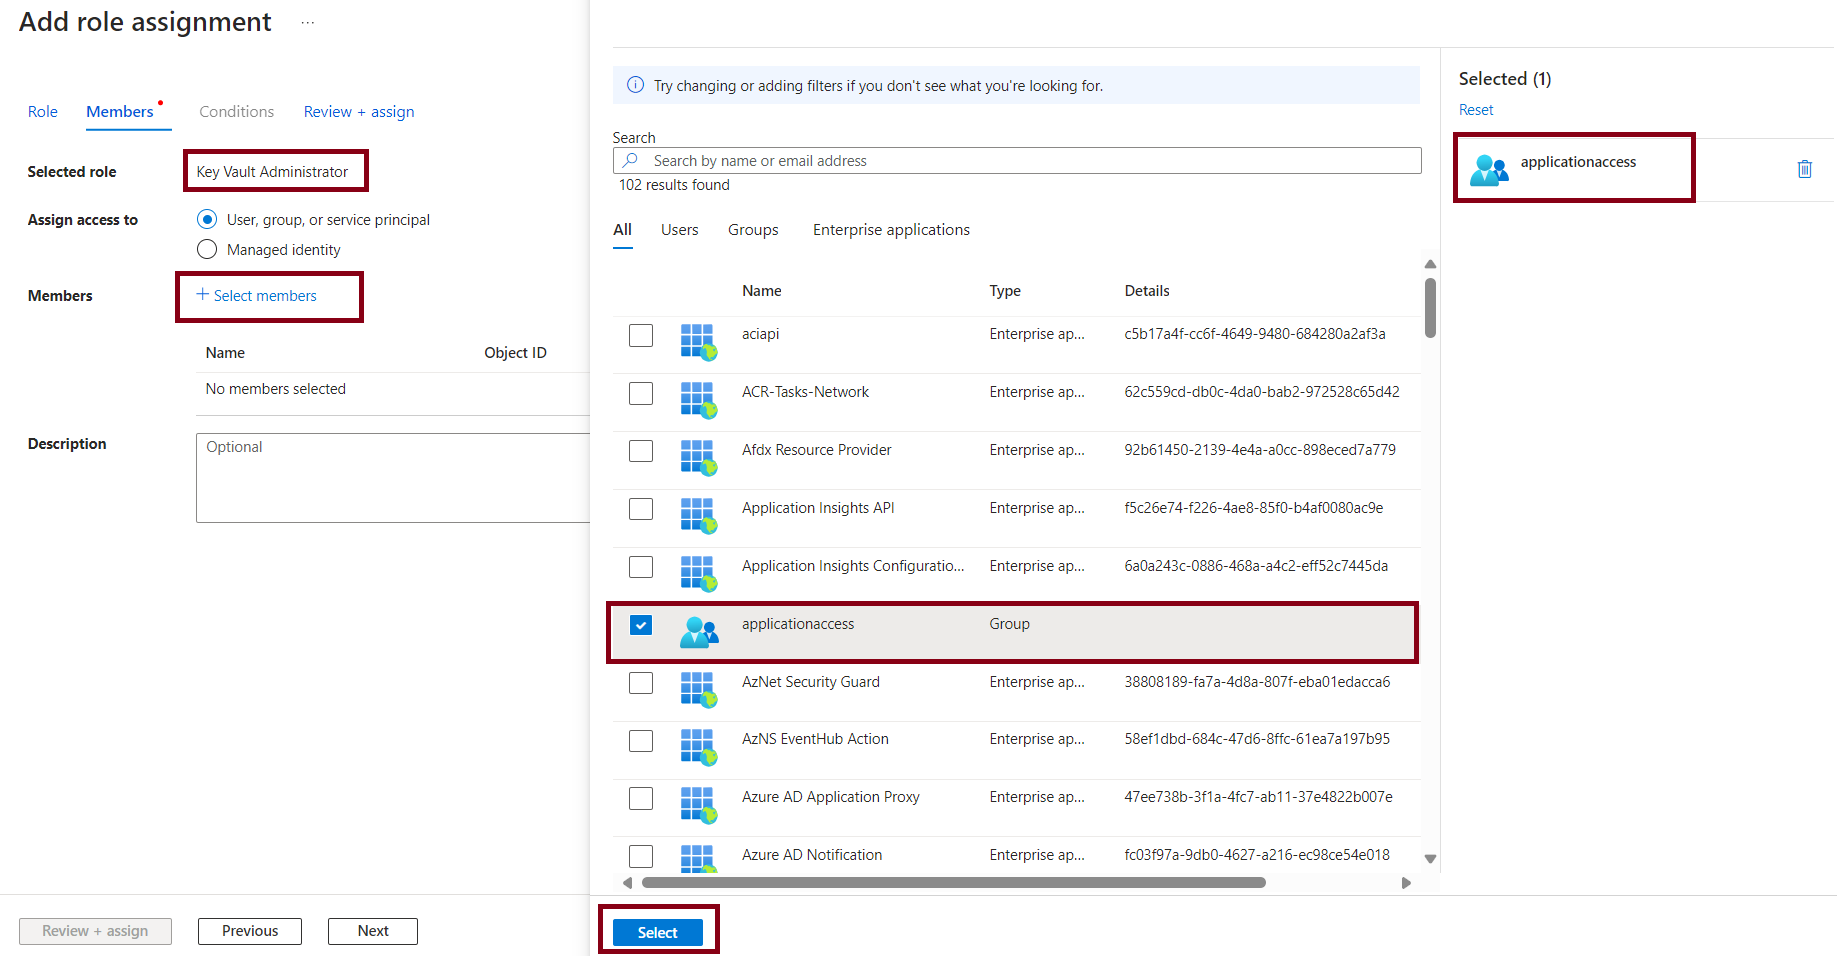 Add role assignment ...
Role Members Conditions Review + assign
Selected role Key Vault Administrator
Assign access to User, group, or service principal
Managed identity
Members + Select members
Name Object ID
No members selected
Description Optional
Review + assign Previous Next
Try changing or adding filters if you don't see what you're looking for.
Search
Search by name or email address
102 results found
All Users Groups Enterprise applications
Name Type Details
aciapi Enterprise ap... c5b17a4f-cc6f-4649-9480-684280a2af3a
ACR-Tasks-Network Enterprise ap... 62c559cd-db0c-4da0-bab2-972528c65d42
Afdx Resource Provider Enterprise ap... 92b61450-2139-4e4a-a0cc-898eced7a779
Application Insights API Enterprise ap... f5c26e74-f226-4ae8-85f0-b4af0080ac9e
Application Insights Configuratio... Enterprise ap... 6a0a243c-0886-468a-a4c2-eff52c7445da
applicationaccess Group
AzNet Security Guard Enterprise ap... 38808189-fa7a-4d8a-807f-eba01edacca6
AzNS EventHub Action Enterprise ap... 58ef1dbd-684c-47d6-8ffc-61ea7a197b95
Azure AD Application Proxy Enterprise ap... 47ee738b-3f1a-4fc7-ab11-37e4822b007e
Azure AD Notification Enterprise ap... fc03f97a-9db0-4627-a216-ec98ce54e018
Select
Selected (1)
Reset
applicationaccess